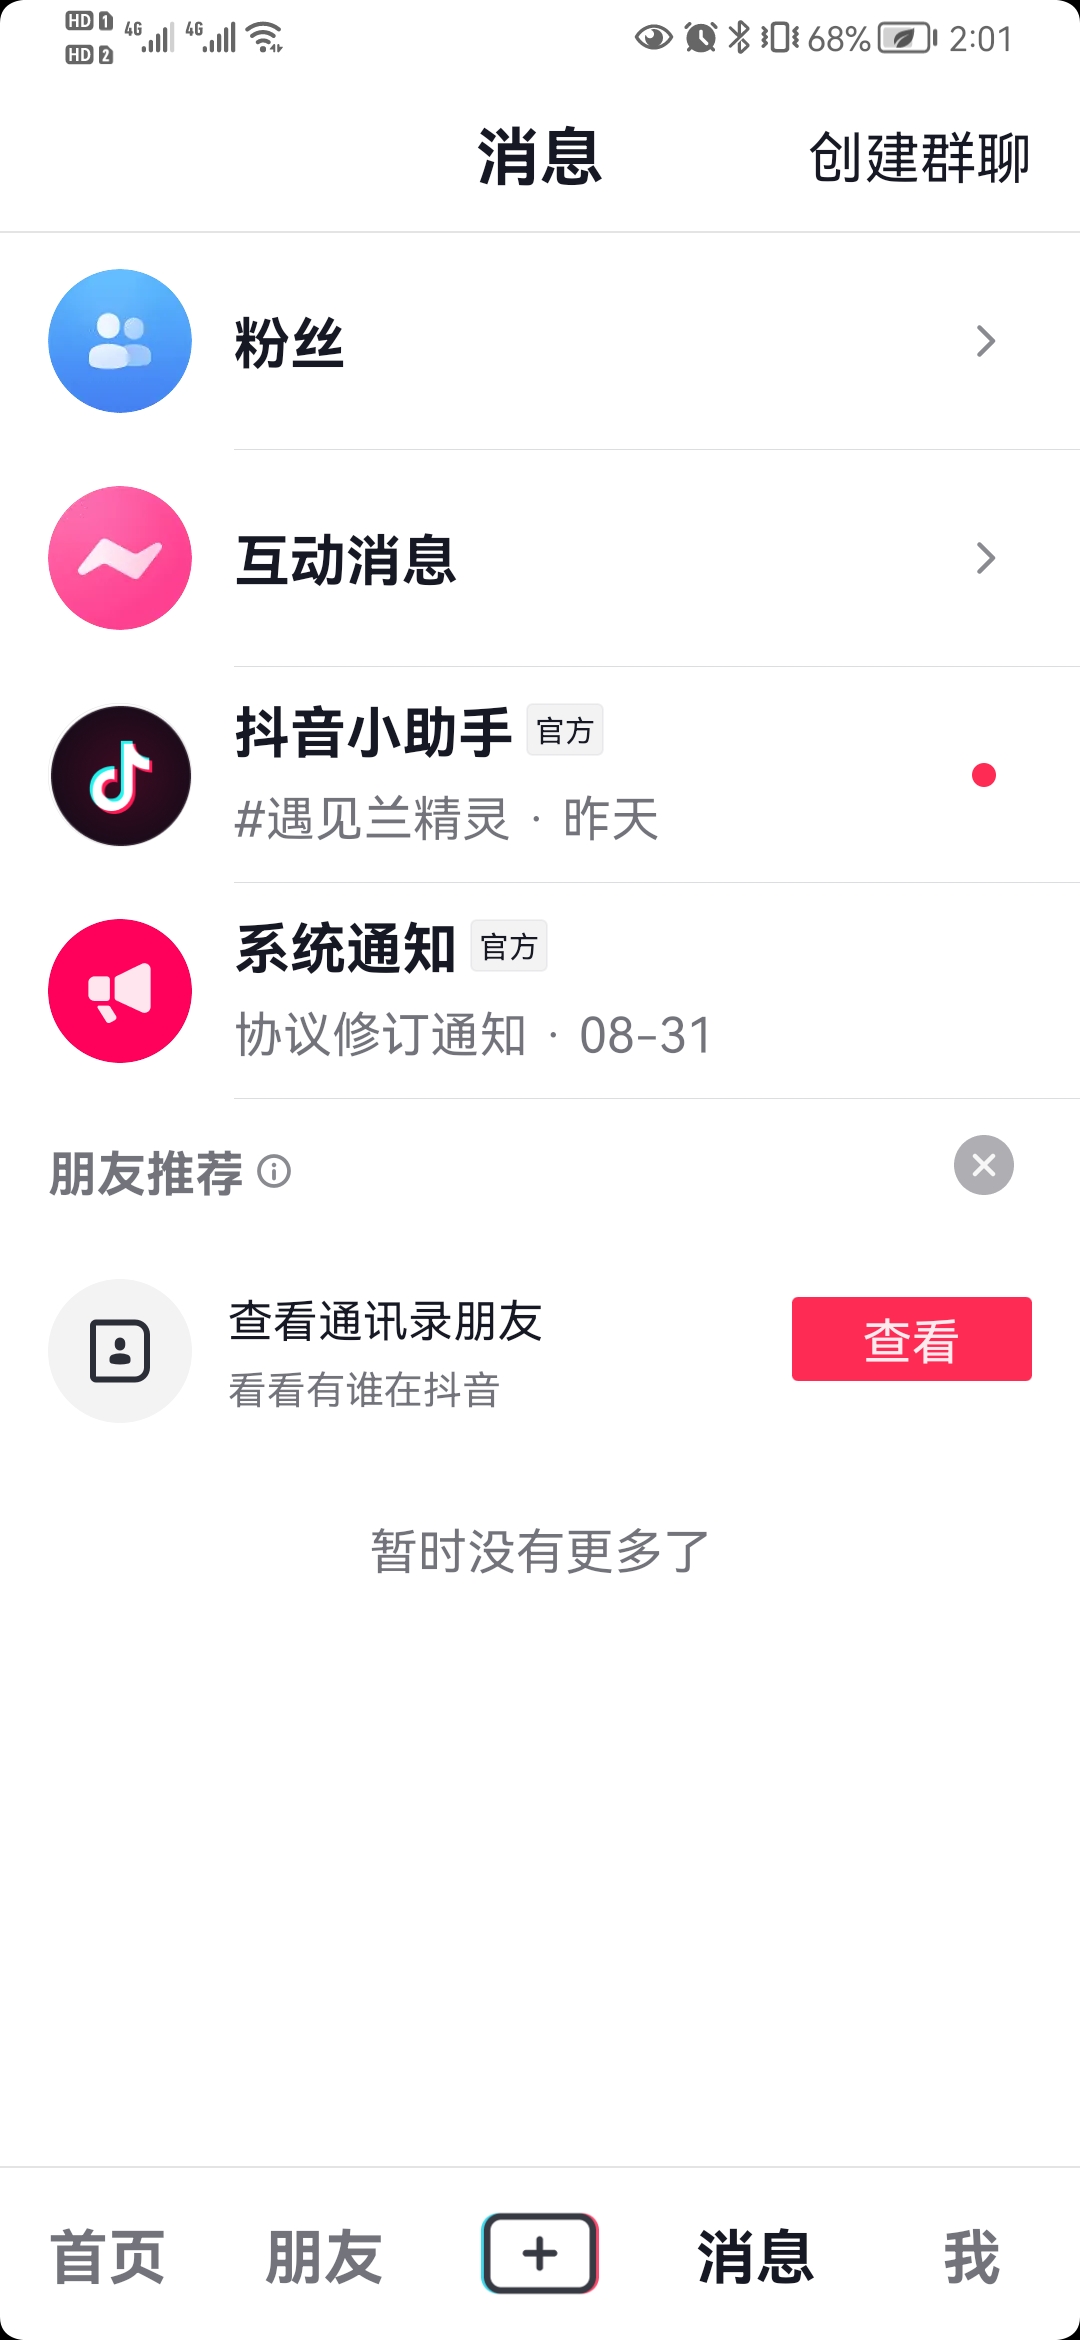 HD 1 4G 4G 68% 2:01
HD 2
消息 创建群聊
粉丝
互动消息
抖音小助手 官方
#遇见兰精灵 · 昨天
系统通知 官方
协议修订通知 · 08-31
朋友推荐
查看通讯录朋友
看看有谁在抖音
查看
暂时没有更多了
首页 朋友 消息 我